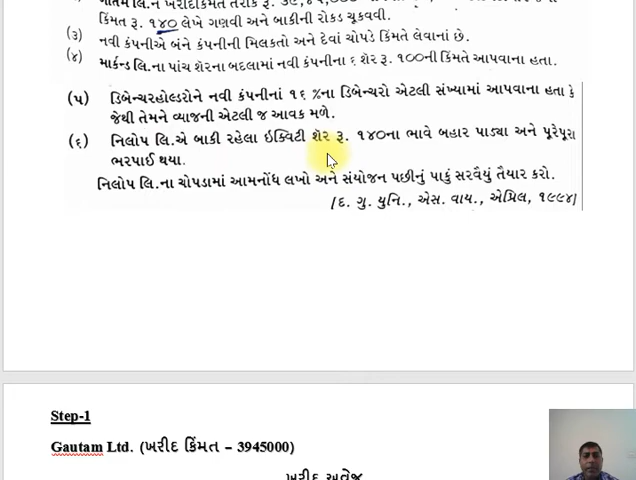 કિંમત રૂ. ૧૪૦ લેખે ગણવી અને બાકીની રોકડ ચૂકવવી.
(૩) નવી કંપનીએ બંને કંપનીની મિલકતો અને દેવાં ચોપડે કિંમતે લેવાનાં છે.
(૪) માર્કન્ડ લિ.ના પાંચ શેરના બદલામાં નવી કંપનીના ૬ શેર રૂ. ૧૦૦ની કિંમતે આપવાના હતા.
(૫) ડિબેન્ચરહોલ્ડરોને નવી કંપનીનાં ૧૬ %ના ડિબેન્ચરો એટલી સંખ્યામાં આપવાના હતા કે
જેથી તેમને વ્યાજની એટલી જ આવક મળે.
(૬) નિલોપ લિ.એ બાકી રહેલા ઇક્વિટી શેર રૂ. ૧૪૦ના ભાવે બહાર પાડ્યા અને પૂરેપૂરા
ભરપાઈ થયા.
નિલોપ લિ.ના ચોપડામાં આમનોંધ લખો અને સંયોજન પછીનું પાકું સરવૈયું તૈયાર કરો.
[દ. ગુ. યુનિ., એસ. વાય., એપ્રિલ, ૧૯૯૪]
Step-1
Gautam Ltd. (ખરીદ કિંમત – 3945000)
ખરીદ અવેજ